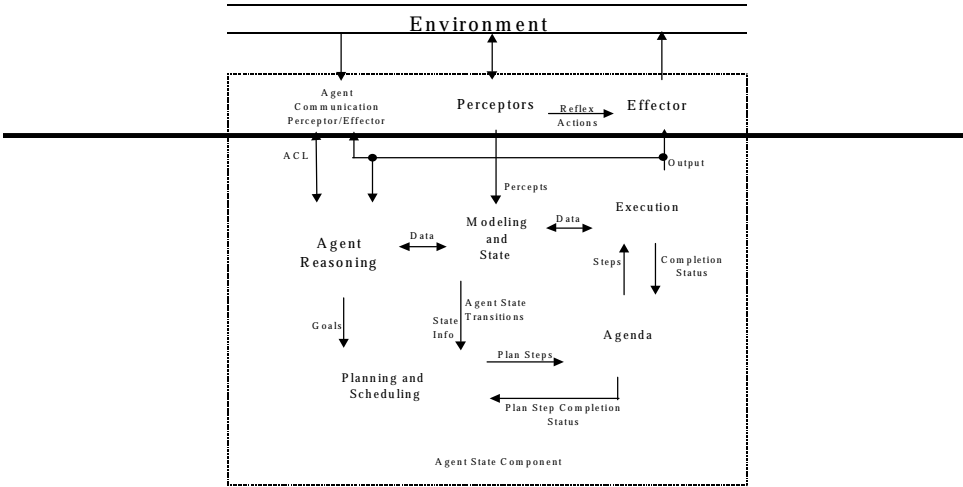 Environment
Agent
Communication
Perceptor/Effector
Perceptors
Reflex
Actions
Effector
ACL
Output
Percepts
Execution
Modeling
and
State
Data
Data
Agent
Reasoning
Steps
Completion
Status
Goals
State
Info
Agent State
Transitions
Agenda
Plan Steps
Planning and
Scheduling
Plan Step Completion
Status
Agent State Component